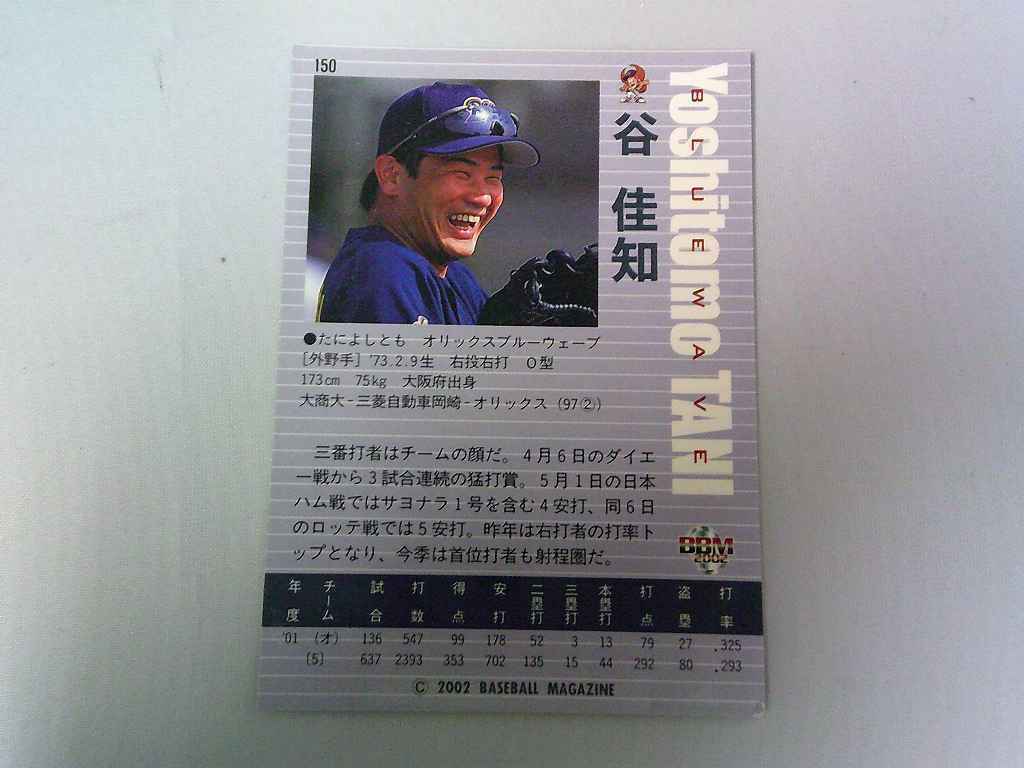 150
谷 佳知
Yoshitomo TANI
BLUEWAVE
●たによしとも オリックスブルーウェーブ
[外野手] '73.2.9生 右投右打 O型
173cm 75kg 大阪府出身
大商大-三菱自動車岡崎-オリックス (97②)
三番打者はチームの顔だ。4月6日のダイエ
ー戦から3試合連続の猛打賞。5月1日の日本
ハム戦ではサヨナラ1号を含む4安打、同6日
のロッテ戦では5安打。昨年は右打者の打率ト
ップとなり、今季は首位打者も射程圏だ。
BBM
2002
年度 チーム 試合 打数 得点 安打 二塁打 三塁打 本塁打 打点 盗塁 打率
'01 (オ) 136 547 99 178 52 3 13 79 27 .325
[5] 637 2393 353 702 135 15 44 292 80 .293
© 2002 BASEBALL MAGAZINE